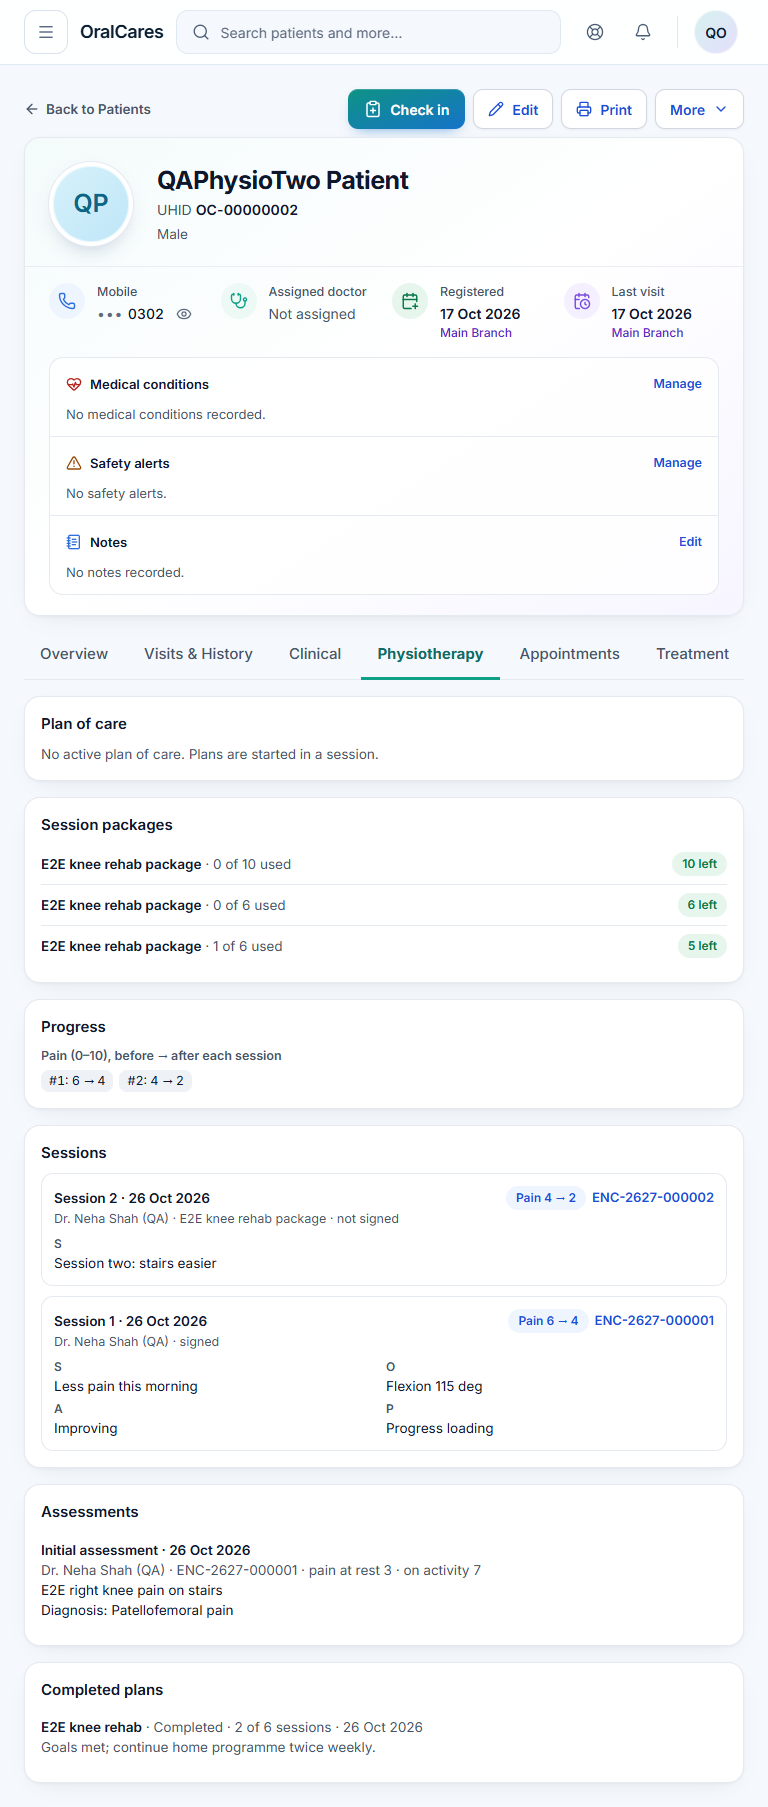 OralCares
Search patients and more...
QO
Back to Patients
Check in
Edit
Print
More
QP
QAPhysioTwo Patient
UHID OC-00000002
Male
Mobile
••• 0302
Assigned doctor
Not assigned
Registered
17 Oct 2026
Main Branch
Last visit
17 Oct 2026
Main Branch
Medical conditions
Manage
No medical conditions recorded.
Safety alerts
Manage
No safety alerts.
Notes
Edit
No notes recorded.
Overview
Visits & History
Clinical
Physiotherapy
Appointments
Treatment
Plan of care
No active plan of care. Plans are started in a session.
Session packages
E2E knee rehab package · 0 of 10 used
10 left
E2E knee rehab package · 0 of 6 used
6 left
E2E knee rehab package · 1 of 6 used
5 left
Progress
Pain (0–10), before → after each session
#1: 6 → 4
#2: 4 → 2
Sessions
Session 2 · 26 Oct 2026
Pain 4 → 2
ENC-2627-000002
Dr. Neha Shah (QA) · E2E knee rehab package · not signed
S
Session two: stairs easier
Session 1 · 26 Oct 2026
Pain 6 → 4
ENC-2627-000001
Dr. Neha Shah (QA) · signed
S
Less pain this morning
O
Flexion 115 deg
A
Improving
P
Progress loading
Assessments
Initial assessment · 26 Oct 2026
Dr. Neha Shah (QA) · ENC-2627-000001 · pain at rest 3 · on activity 7
E2E right knee pain on stairs
Diagnosis: Patellofemoral pain
Completed plans
E2E knee rehab · Completed · 2 of 6 sessions · 26 Oct 2026
Goals met; continue home programme twice weekly.